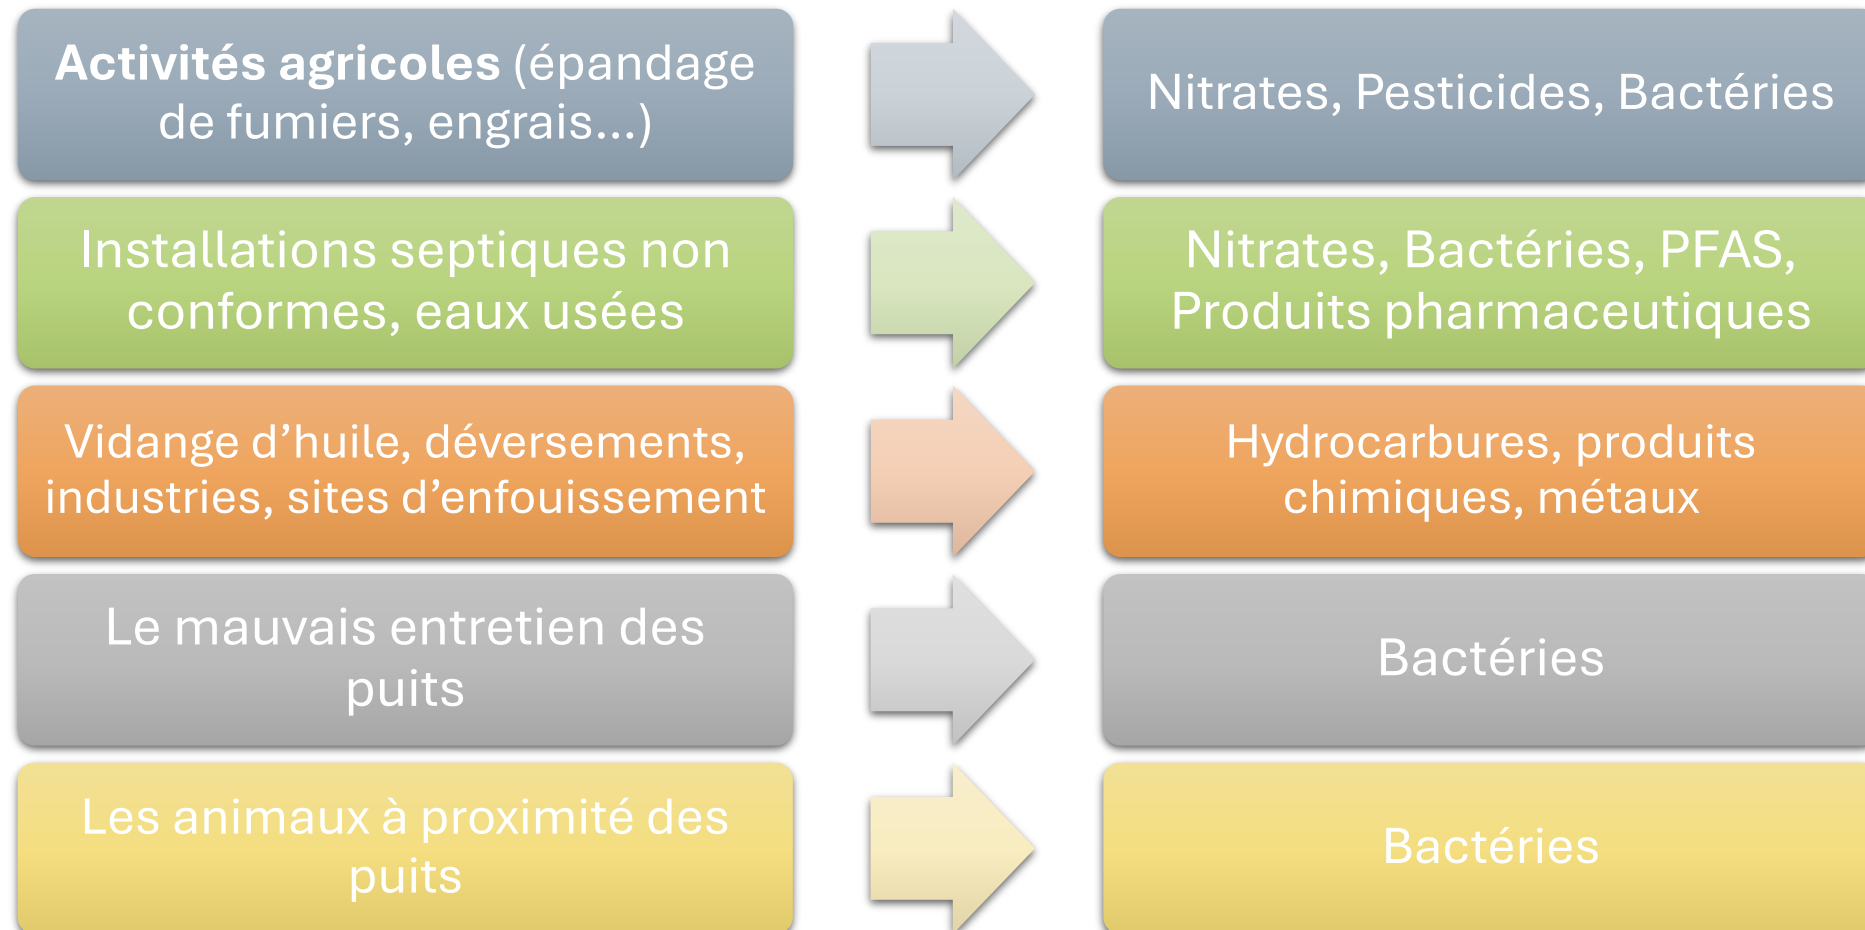 Activités agricoles (épandage
de fumiers, engrais...)
Nitrates, Pesticides, Bactéries
Installations septiques non
conformes, eaux usées
Nitrates, Bactéries, PFAS,
Produits pharmaceutiques
Vidange d’huile, déversements,
industries, sites d’enfouissement
Hydrocarbures, produits
chimiques, métaux
Le mauvais entretien des
puits
Bactéries
Les animaux à proximité des
puits
Bactéries